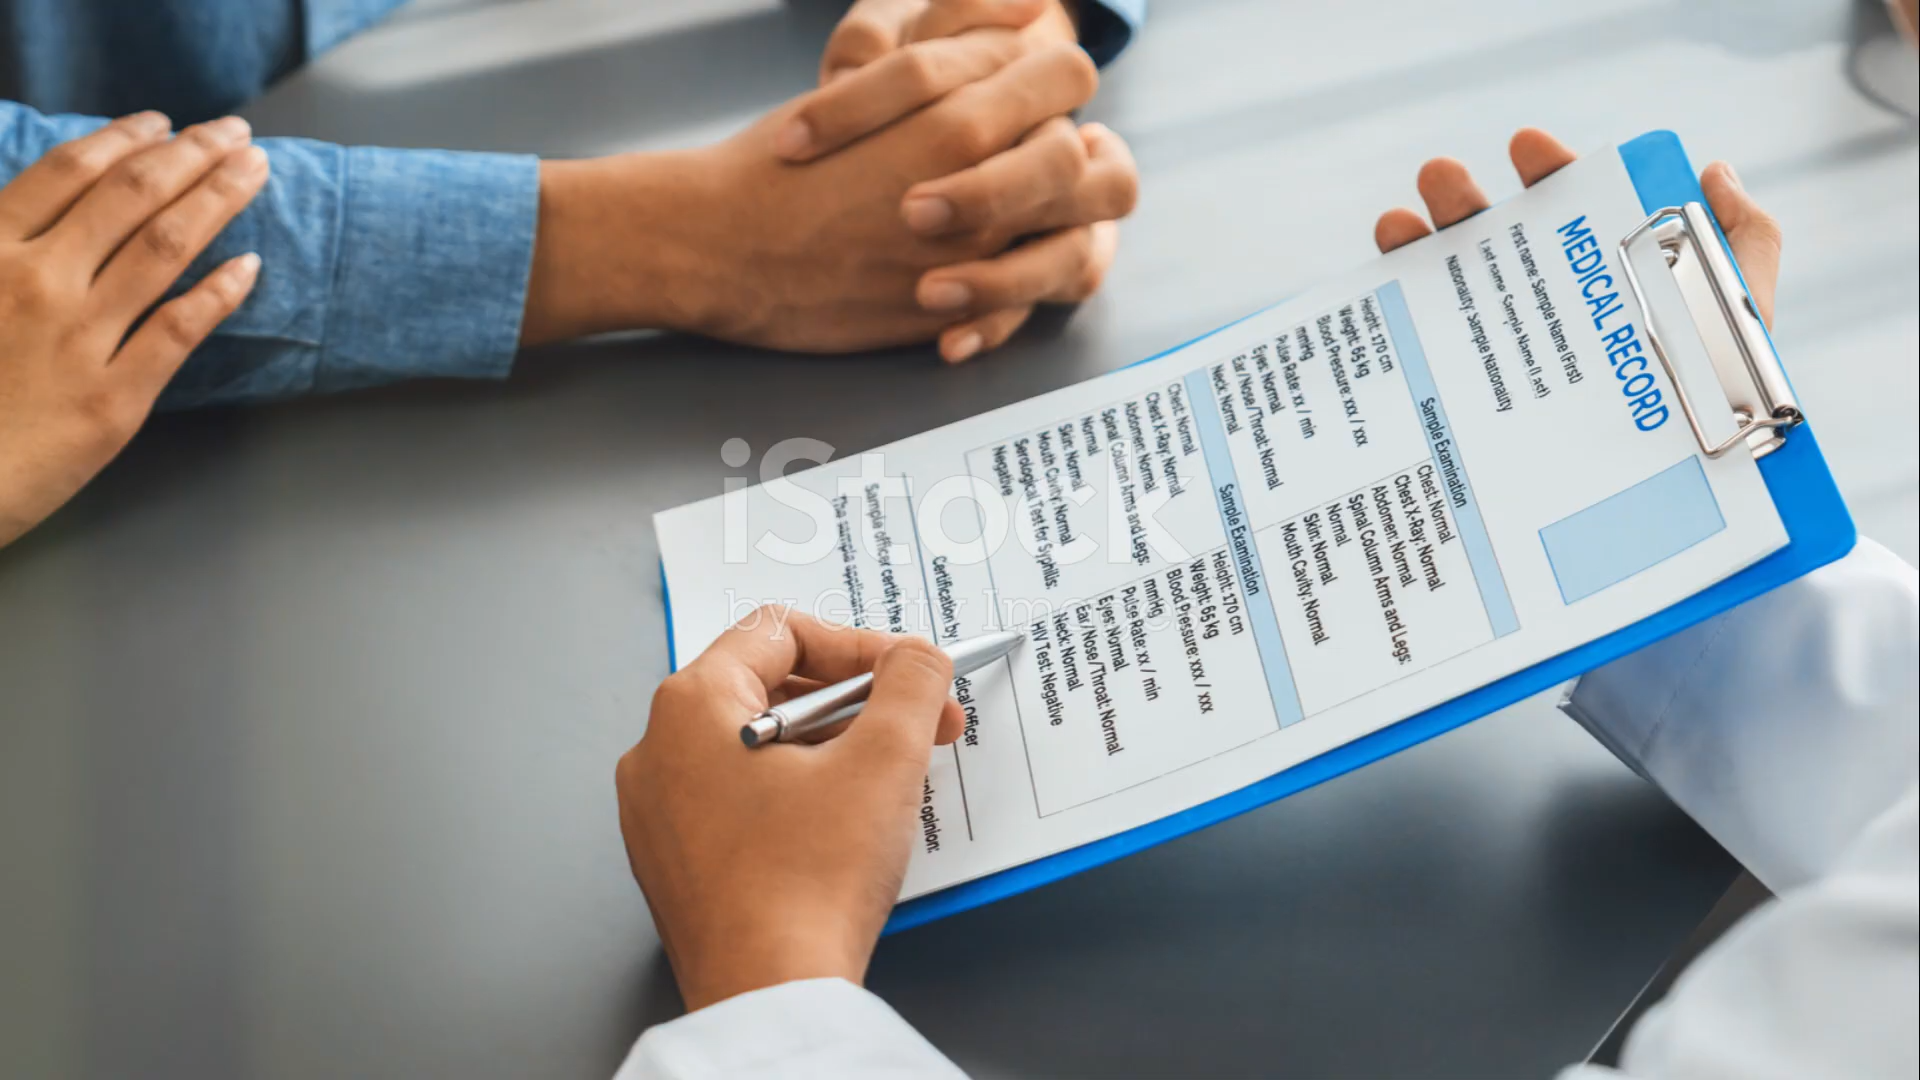 MEDICAL RECORD
First name: Sample Name (First)
Last name: Sample Name (Last)
Nationality: Sample Nationality
Sample Examination
Height: 170 cm
Weight: 65 kg
Blood Pressure: xxx / xxx
mmHg
Pulse Rate: xx / min
Eyes: Normal
Ear/Nose/Throat: Normal
Neck: Normal
Chest: Normal
Chest X-Ray: Normal
Abdomen: Normal
Spinal Column Arms and Legs:
Normal
Skin: Normal
Mouth Cavity: Normal
Sample Examination
Chest: Normal
Chest X-Ray: Normal
Abdomen: Normal
Spinal Column Arms and Legs:
Normal
Skin: Normal
Mouth Cavity: Normal
Serological Test for Syphilis:
Negative
Height: 170 cm
Weight: 65 kg
Blood Pressure: xxx / xxx
mmHg
Pulse Rate: xx / min
Eyes: Normal
Ear/Nose/Throat: Normal
Neck: Normal
HIV Test: Negative
Certification by Officer
Sample officer certify the opinion:
The sample applicant is
iStock
by Getty Images